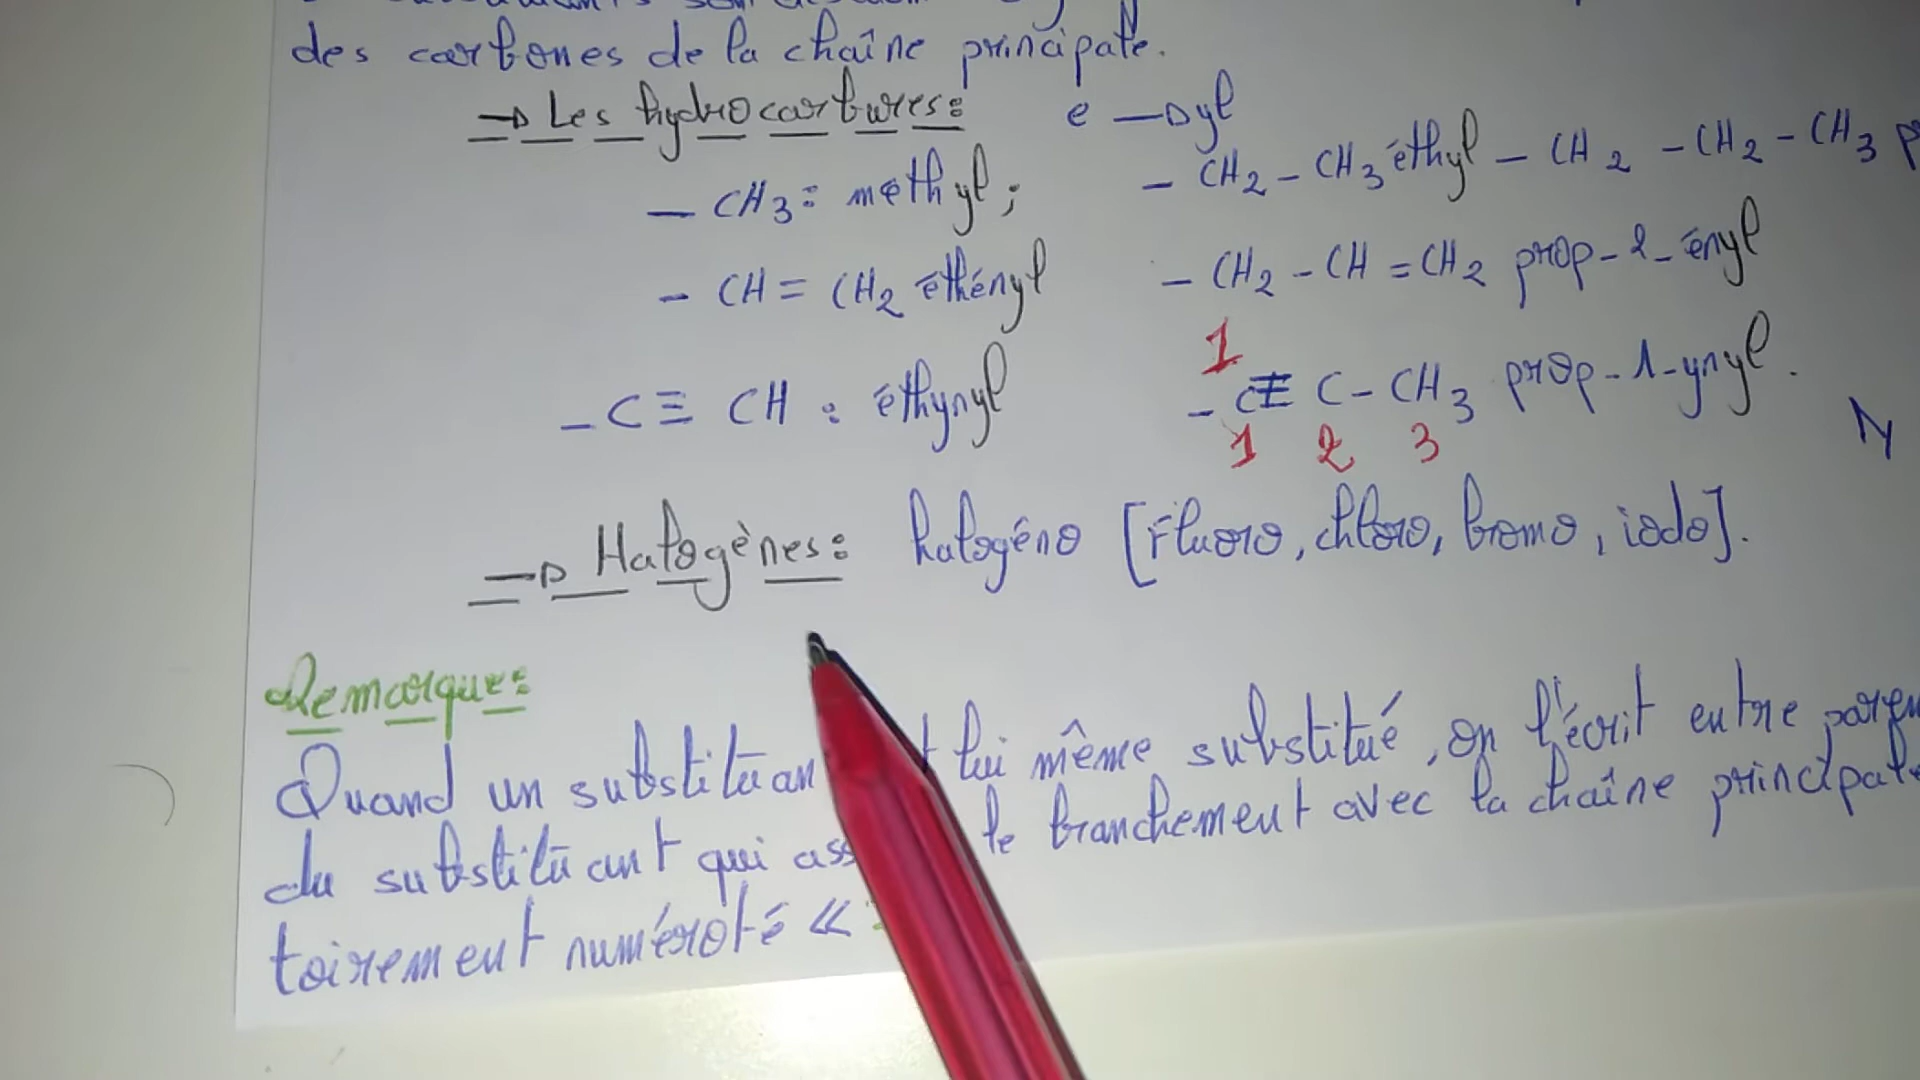 des carbones de la chaîne principale.
→ Les hydrocarbures: e → yl
- CH3: méthyl; - CH2 - CH3 éthyl - CH2 - CH2 - CH3
- CH = CH2 éthényl - CH2 - CH = CH2 prop-2-ényl
1
- C ≡ CH : éthynyl - C ≡ C - CH3 prop-1-ynyl.
1 2 3
→ Halogènes: halogéno [Fluoro, chloro, bromo, iodo].
Remarque:
Quand un substituan lui même substitué, on l'écrit entre
du substituant qui ass le branchement avec la chaîne principale
toirement numéroté «